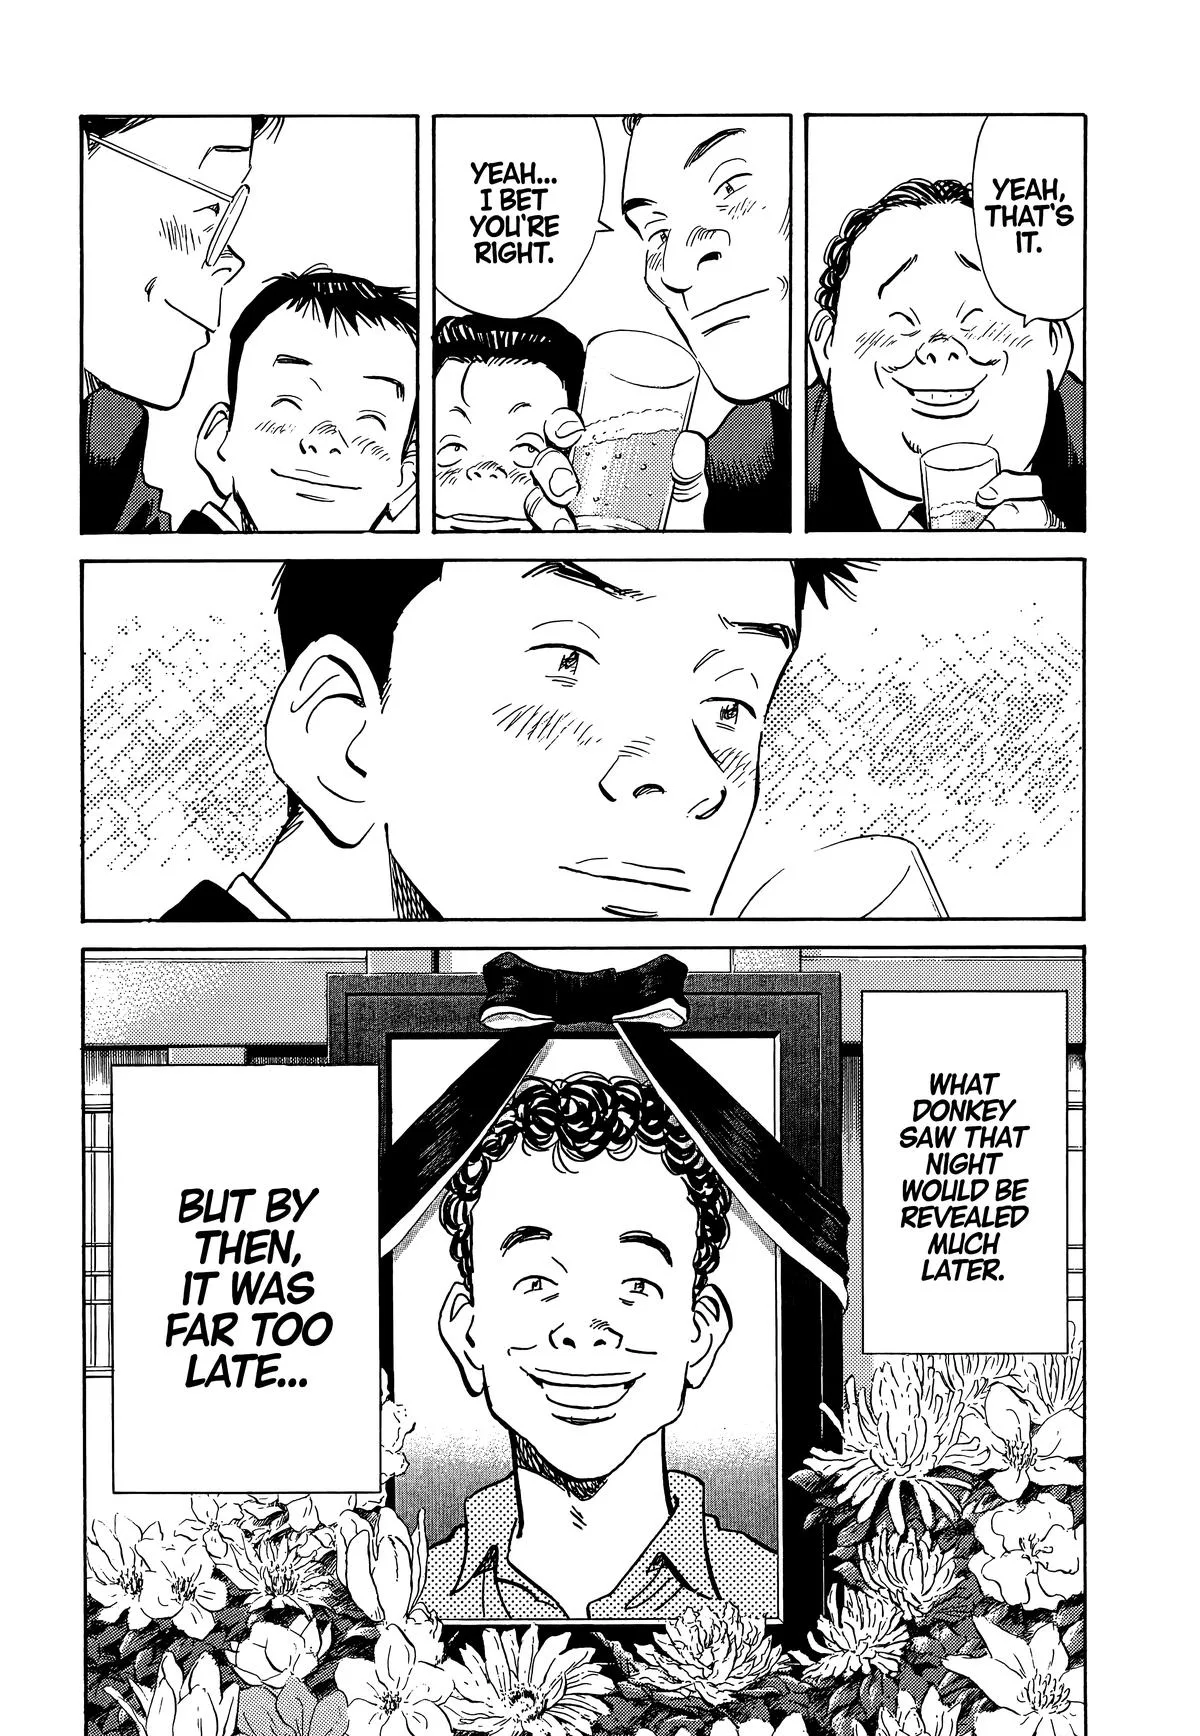 YEAH,
THAT'S
IT.
YEAH...
I BET
YOU'RE
RIGHT.
WHAT
DONKEY
SAW THAT
NIGHT
WOULD BE
REVEALED
MUCH
LATER.
BUT BY
THEN,
IT WAS
FAR TOO
LATE...